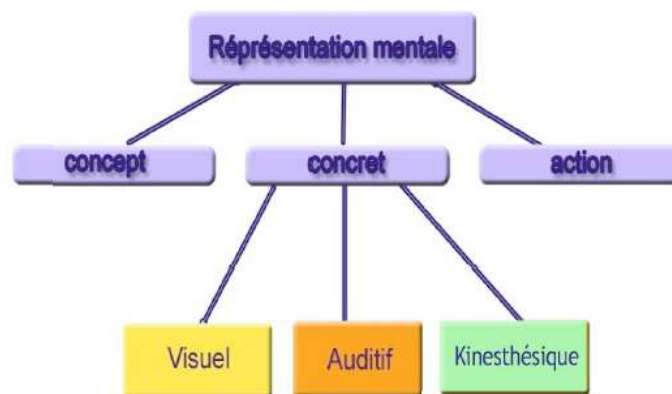 Réprésentation mentale
concept
concret
action
Visuel
Auditif
Kinesthésique